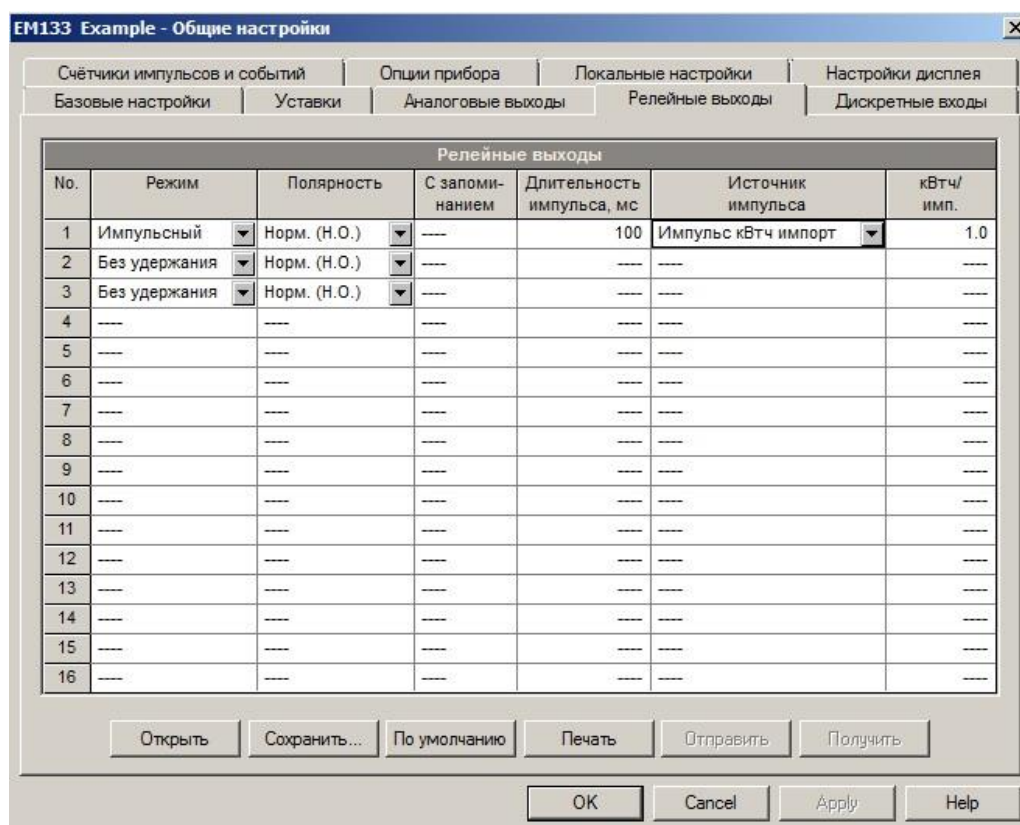 EM133 Example - Общие настройки
Счётчики импульсов и событий Опции прибора Локальные настройки Настройки дисплея
Базовые настройки Уставки Аналоговые выходы Релейные выходы Дискретные входы
Релейные выходы
No. Режим Полярность С запоми- Длительность Источник кВтч/
нанием импульса, мс импульса имп.
1 Импульсный Норм. (Н.О.) ---- 100 Импульс кВтч импорт 1.0
2 Без удержания Норм. (Н.О.) ---- ---- ---- ----
3 Без удержания Норм. (Н.О.) ---- ---- ---- ----
4 ---- ---- ---- ---- ---- ----
5 ---- ---- ---- ---- ---- ----
6 ---- ---- ---- ---- ---- ----
7 ---- ---- ---- ---- ---- ----
8 ---- ---- ---- ---- ---- ----
9 ---- ---- ---- ---- ---- ----
10 ---- ---- ---- ---- ---- ----
11 ---- ---- ---- ---- ---- ----
12 ---- ---- ---- ---- ---- ----
13 ---- ---- ---- ---- ---- ----
14 ---- ---- ---- ---- ---- ----
15 ---- ---- ---- ---- ---- ----
16 ---- ---- ---- ---- ---- ----
Открыть Сохранить... По умолчанию Печать Отправить Получить
OK Cancel Apply Help